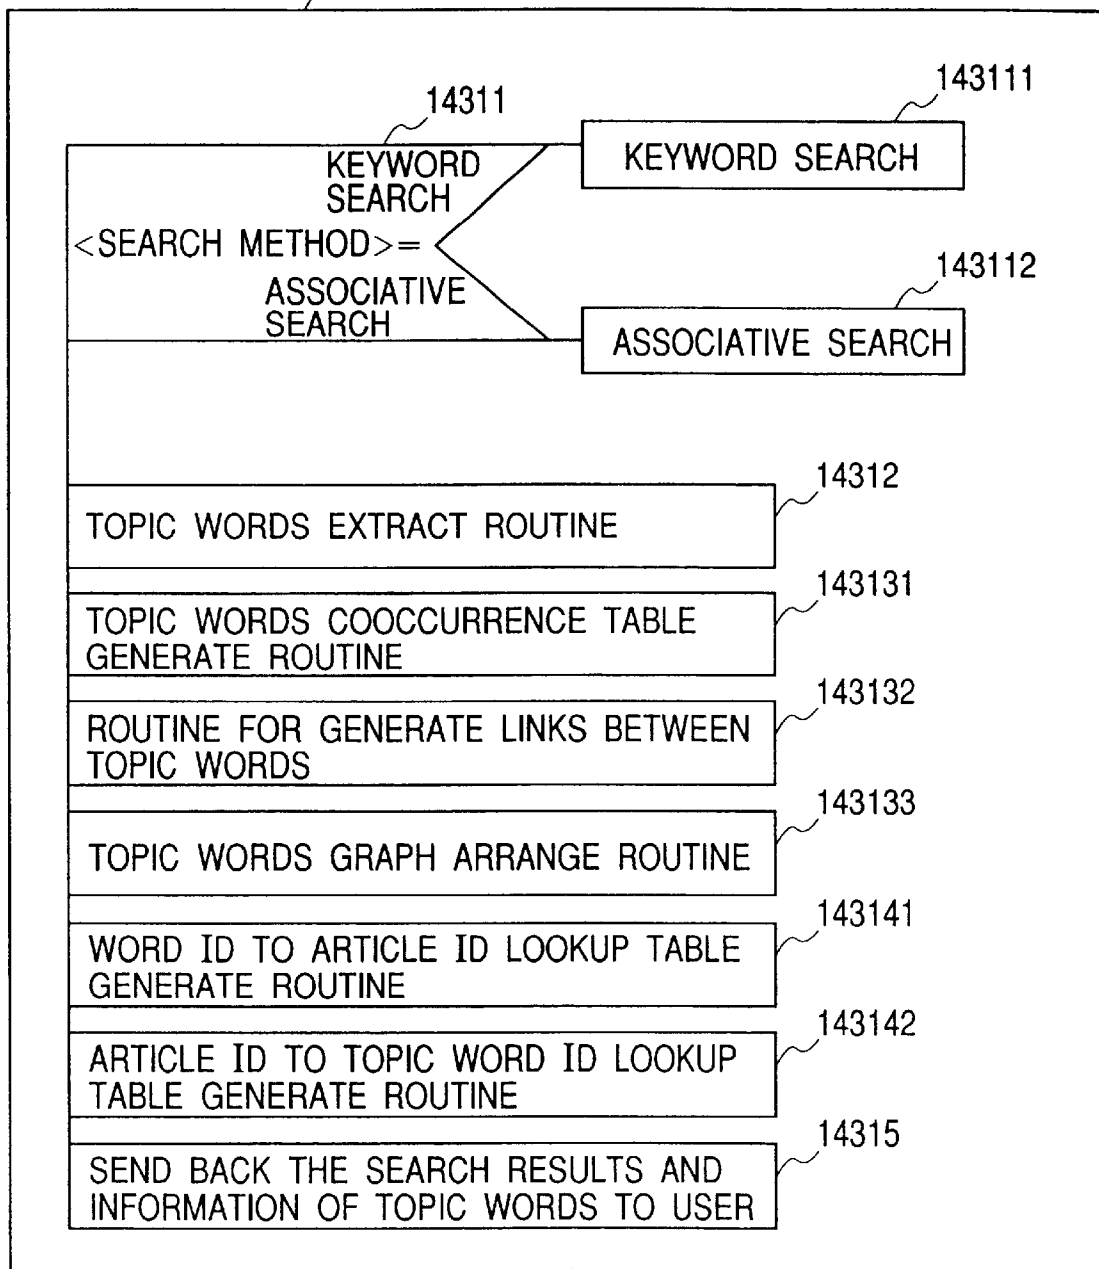 143111
14311
KEYWORD SEARCH
KEYWORD
SEARCH
<SEARCH METHOD>=
143112
ASSOCIATIVE
SEARCH
ASSOCIATIVE SEARCH
14312
TOPIC WORDS EXTRACT ROUTINE
143131
TOPIC WORDS COOCCURRENCE TABLE
GENERATE ROUTINE
143132
ROUTINE FOR GENERATE LINKS BETWEEN
TOPIC WORDS
143133
TOPIC WORDS GRAPH ARRANGE ROUTINE
143141
WORD ID TO ARTICLE ID LOOKUP TABLE
GENERATE ROUTINE
143142
ARTICLE ID TO TOPIC WORD ID LOOKUP
TABLE GENERATE ROUTINE
14315
SEND BACK THE SEARCH RESULTS AND
INFORMATION OF TOPIC WORDS TO USER